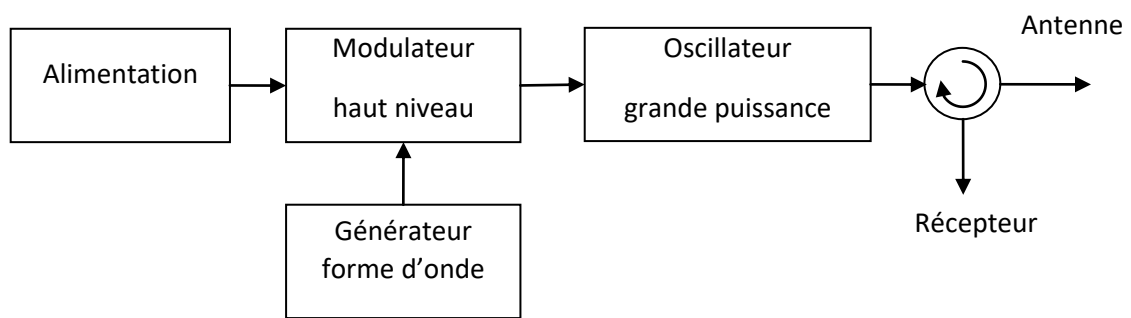 Alimentation
Modulateur
haut niveau
Oscillateur
grande puissance
Antenne
Récepteur
Générateur
forme d’onde